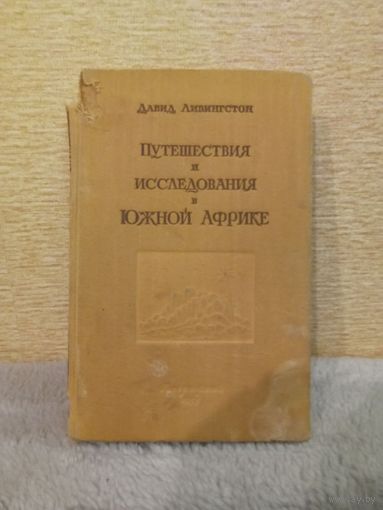 Давид Ливингстон
Путешествия
и
исследования
в
Южной Африке